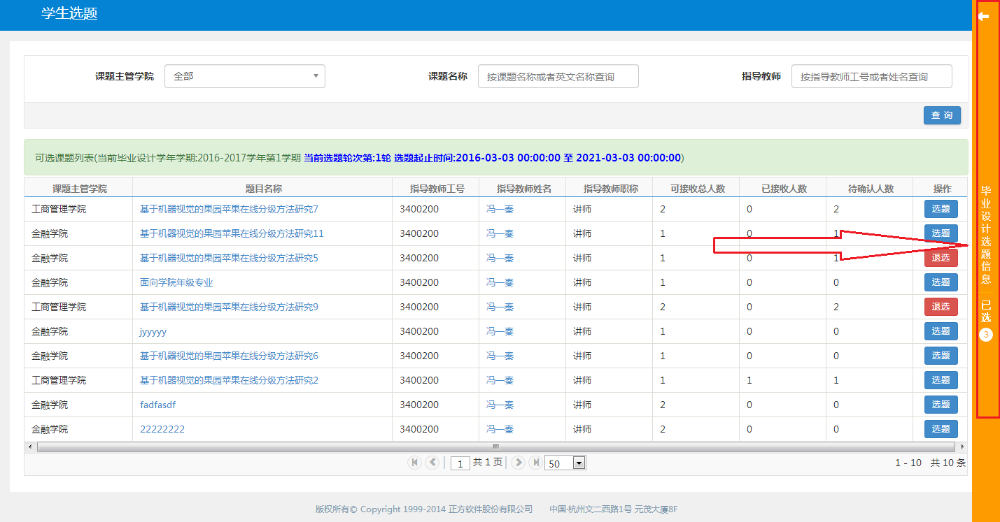 学生选题
课题主管学院 全部 课题名称 按课题名称或者英文名称查询 指导教师 按指导教师工号或者姓名查询
查 询
可选课题列表(当前毕业设计学年学期:2016-2017学年第1学期 当前选题轮次第:1轮 选题起止时间:2016-03-03 00:00:00 至 2021-03-03 00:00:00)
课题主管学院 题目名称 指导教师工号 指导教师姓名 指导教师职称 可接收总人数 已接收人数 待确认人数 操作
工商管理学院 基于机器视觉的果园苹果在线分级方法研究7 3400200 冯一秦 讲师 2 0 2 选题
金融学院 基于机器视觉的果园苹果在线分级方法研究11 3400200 冯一秦 讲师 1 0 1 选题
金融学院 基于机器视觉的果园苹果在线分级方法研究5 3400200 冯一秦 讲师 1 0 1 退选
金融学院 面向学院年级专业 3400200 冯一秦 讲师 1 0 0 选题
工商管理学院 基于机器视觉的果园苹果在线分级方法研究9 3400200 冯一秦 讲师 2 0 2 退选
金融学院 jyyyyy 3400200 冯一秦 讲师 1 0 0 选题
金融学院 基于机器视觉的果园苹果在线分级方法研究6 3400200 冯一秦 讲师 1 0 0 选题
工商管理学院 基于机器视觉的果园苹果在线分级方法研究2 3400200 冯一秦 讲师 1 1 1 选题
金融学院 fadfasdf 3400200 冯一秦 讲师 2 0 0 选题
金融学院 22222222 3400200 冯一秦 讲师 2 0 0 选题
1 共 1 页 50 1 - 10 共 10 条
版权所有© Copyright 1999-2014 正方软件股份有限公司 中国·杭州文二西路1号 元茂大厦8F
毕业设计选题信息 已选 3